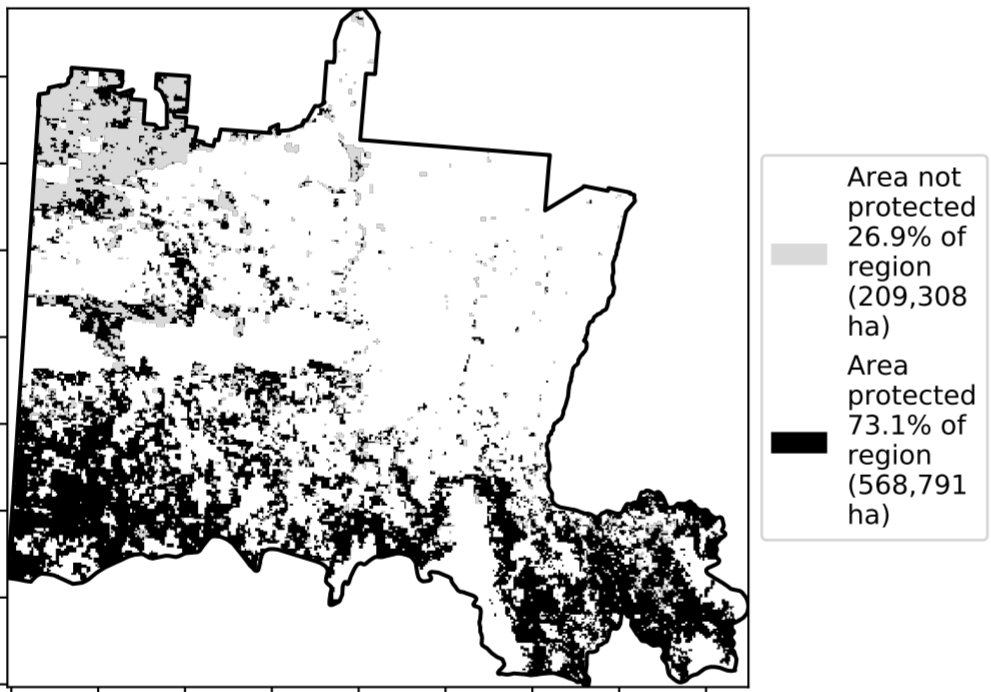 Area not
protected
26.9% of
region
(209,308
ha)
Area
protected
73.1% of
region
(568,791
ha)